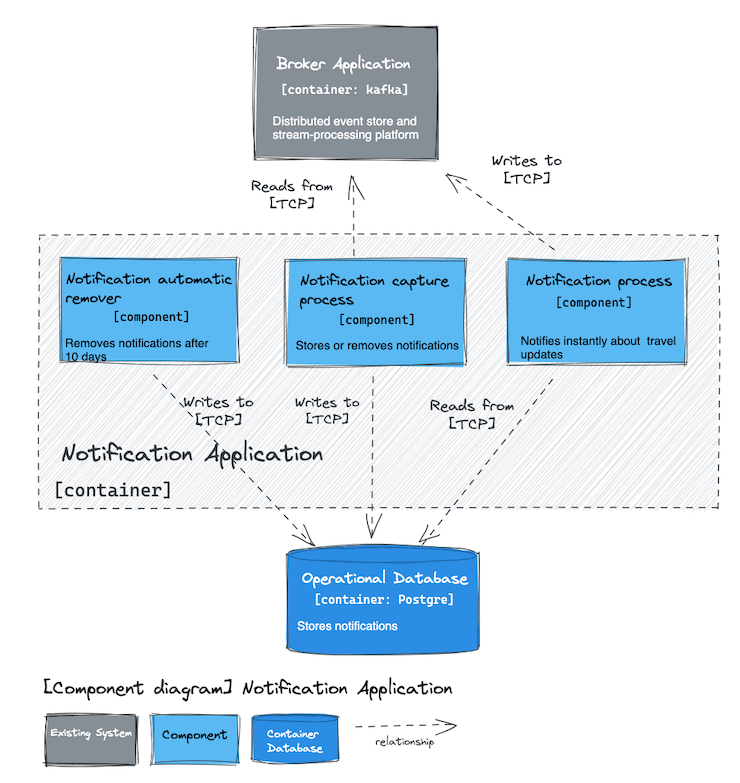 Broker Application
[container: kafka]
Distributed event store and
stream-processing platform
Reads from
[TCP]
Writes to
[TCP]
Notification automatic
remover
[component]
Removes notifications after
10 days
Notification capture
process
[component]
Stores or removes notifications
Notification process
[component]
Notifies instantly about travel
updates
Writes to
[TCP]
Writes to
[TCP]
Reads from
[TCP]
Notification Application
[container]
Operational Database
[container: Postgre]
Stores notifications
[Component diagram] Notification Application
Existing System
Component
Container
Database
relationship